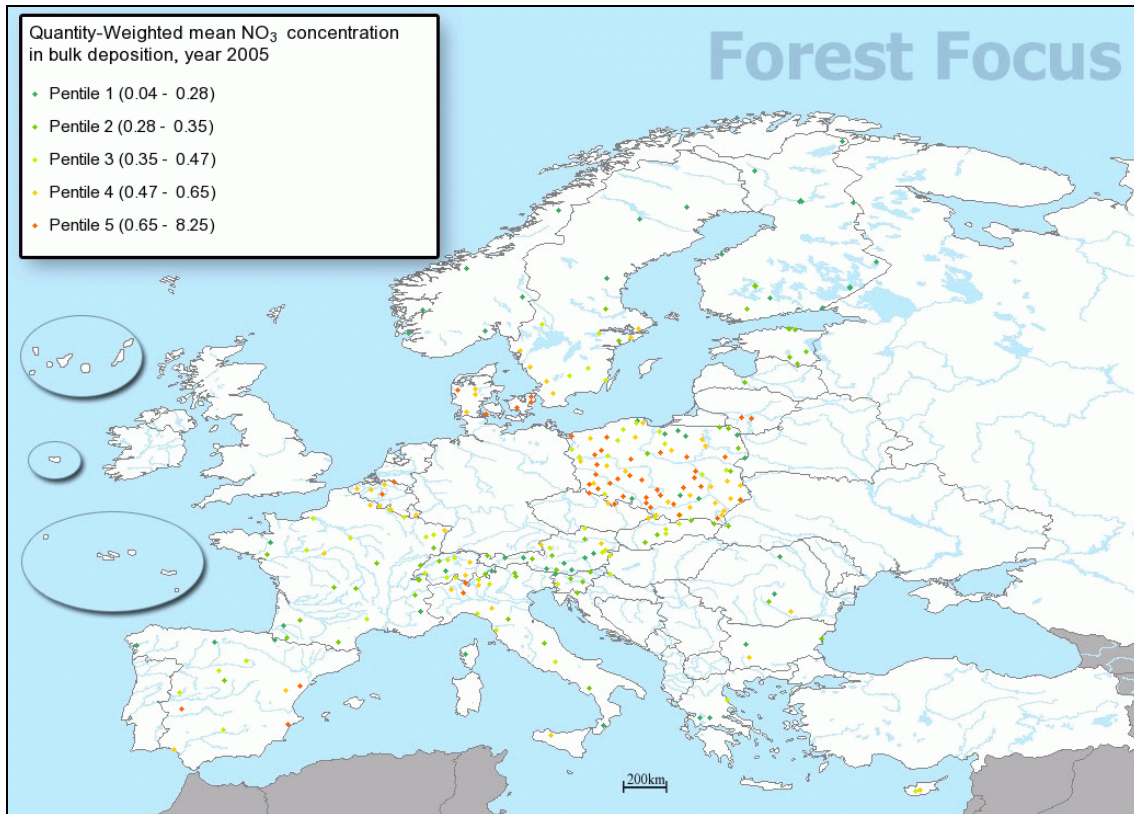 Quantity-Weighted mean NO₃ concentration
in bulk deposition, year 2005
Pentile 1 (0.04 - 0.28)
Pentile 2 (0.28 - 0.35)
Pentile 3 (0.35 - 0.47)
Pentile 4 (0.47 - 0.65)
Pentile 5 (0.65 - 8.25)
Forest Focus
200km